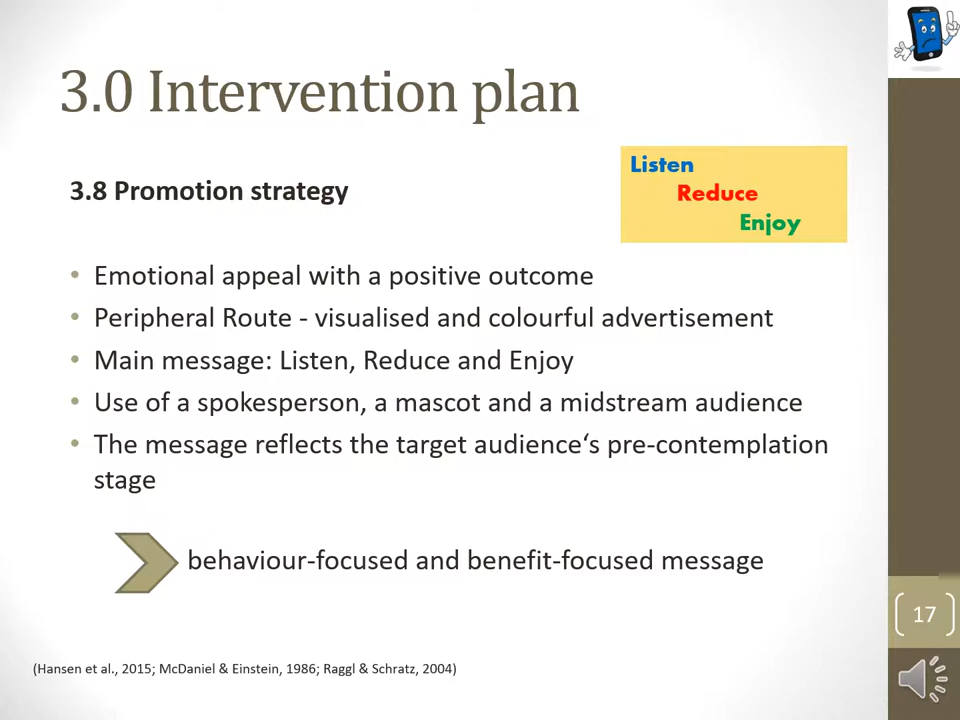 3.0 Intervention plan
Listen
Reduce
Enjoy
3.8 Promotion strategy
• Emotional appeal with a positive outcome
• Peripheral Route - visualised and colourful advertisement
• Main message: Listen, Reduce and Enjoy
• Use of a spokesperson, a mascot and a midstream audience
• The message reflects the target audience‘s pre-contemplation
stage
behaviour-focused and benefit-focused message
17
(Hansen et al., 2015; McDaniel & Einstein, 1986; Raggl & Schratz, 2004)